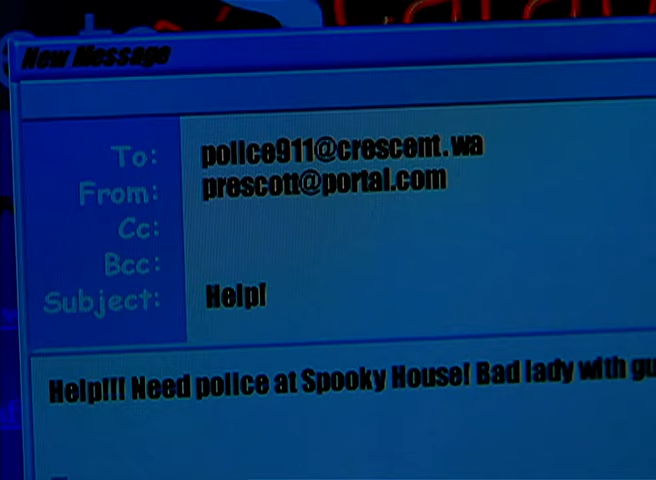 New Message
To: police911@crescent.wa
From: prescott@portal.com
Cc:
Bcc:
Subject: Help!
Help!!! Need police at Spooky House! Bad lady with